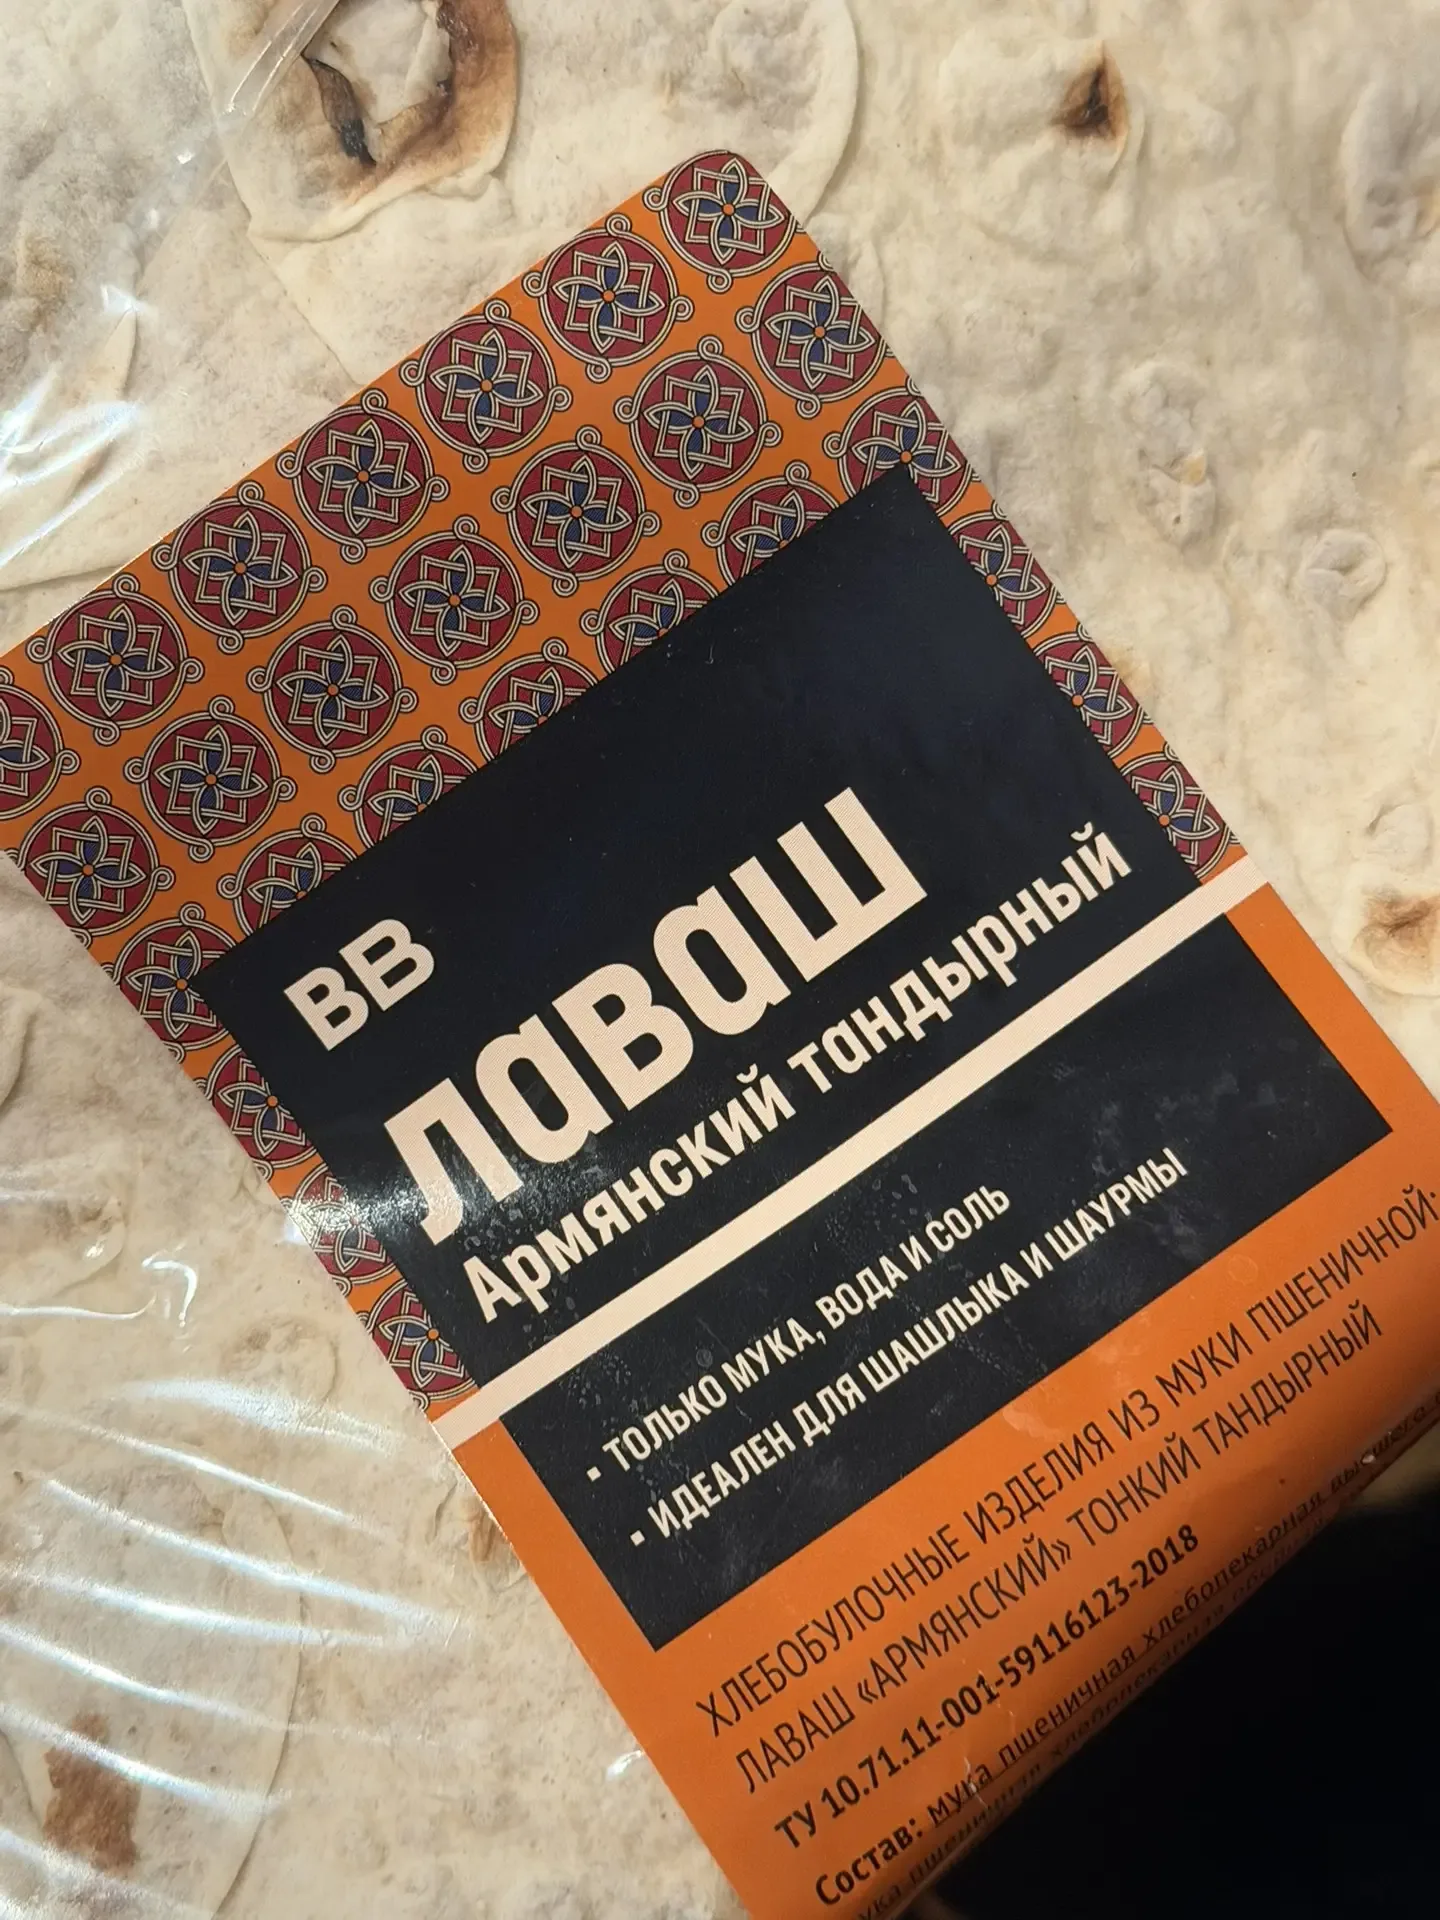 ВВ
Лаваш
Армянский тандырный
▪ ТОЛЬКО МУКА, ВОДА И СОЛЬ
▪ ИДЕАЛЕН ДЛЯ ШАШЛЫКА И ШАУРМЫ
ХЛЕБОБУЛОЧНЫЕ ИЗДЕЛИЯ ИЗ МУКИ ПШЕНИЧНОЙ:
ЛАВАШ «АРМЯНСКИЙ» ТОНКИЙ ТАНДЫРНЫЙ
ТУ 10.71.11-001-59116123-2018
Состав: мука пшеничная хлебопекарная высшего